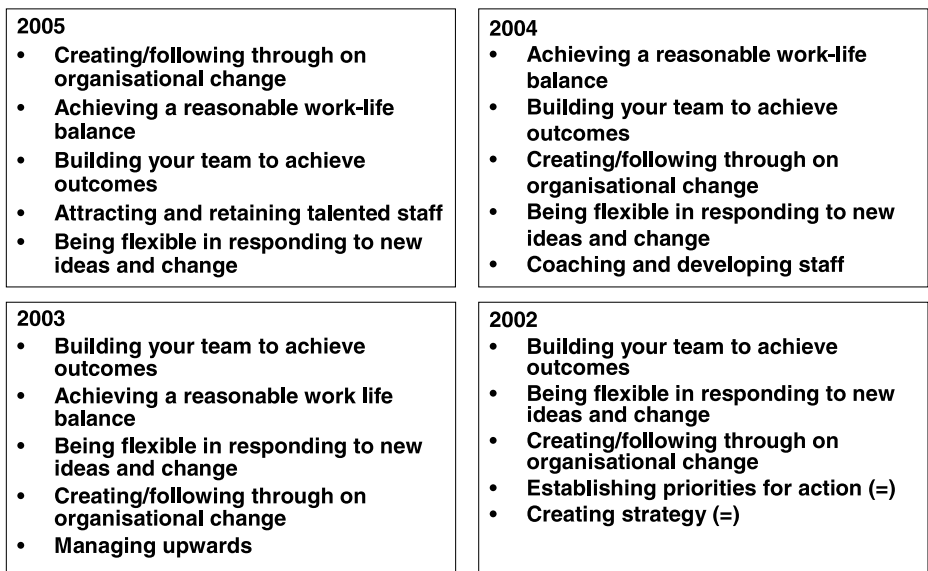 2005
• Creating/following through on
organisational change
• Achieving a reasonable work-life
balance
• Building your team to achieve
outcomes
• Attracting and retaining talented staff
• Being flexible in responding to new
ideas and change
2004
• Achieving a reasonable work-life
balance
• Building your team to achieve
outcomes
• Creating/following through on
organisational change
• Being flexible in responding to new
ideas and change
• Coaching and developing staff
2003
• Building your team to achieve
outcomes
• Achieving a reasonable work life
balance
• Being flexible in responding to new
ideas and change
• Creating/following through on
organisational change
• Managing upwards
2002
• Building your team to achieve
outcomes
• Being flexible in responding to new
ideas and change
• Creating/following through on
organisational change
• Establishing priorities for action (=)
• Creating strategy (=)